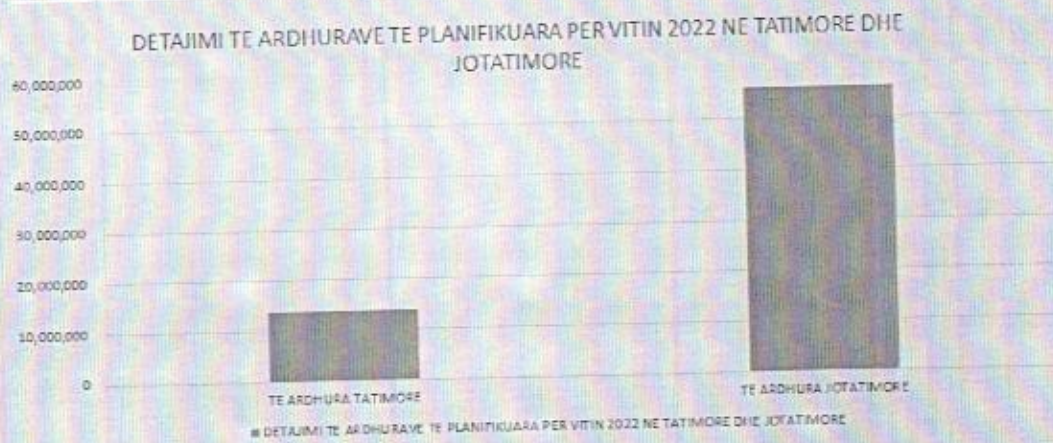 DETAJIMI TE ARDHURAVE TE PLANIFIKUARA PER VITIN 2022 NE TATIMORE DHE
JOTATIMORE
60,000,000
50,000,000
40,000,000
30,000,000
20,000,000
10,000,000
0
TE ARDHURA TATIMORE
TE ARDHURA JOTATIMORE
DETAJIMI TE ARDHURAVE TE PLANIFIKUARA PER VITIN 2022 NE TATIMORE DHE JOTATIMORE